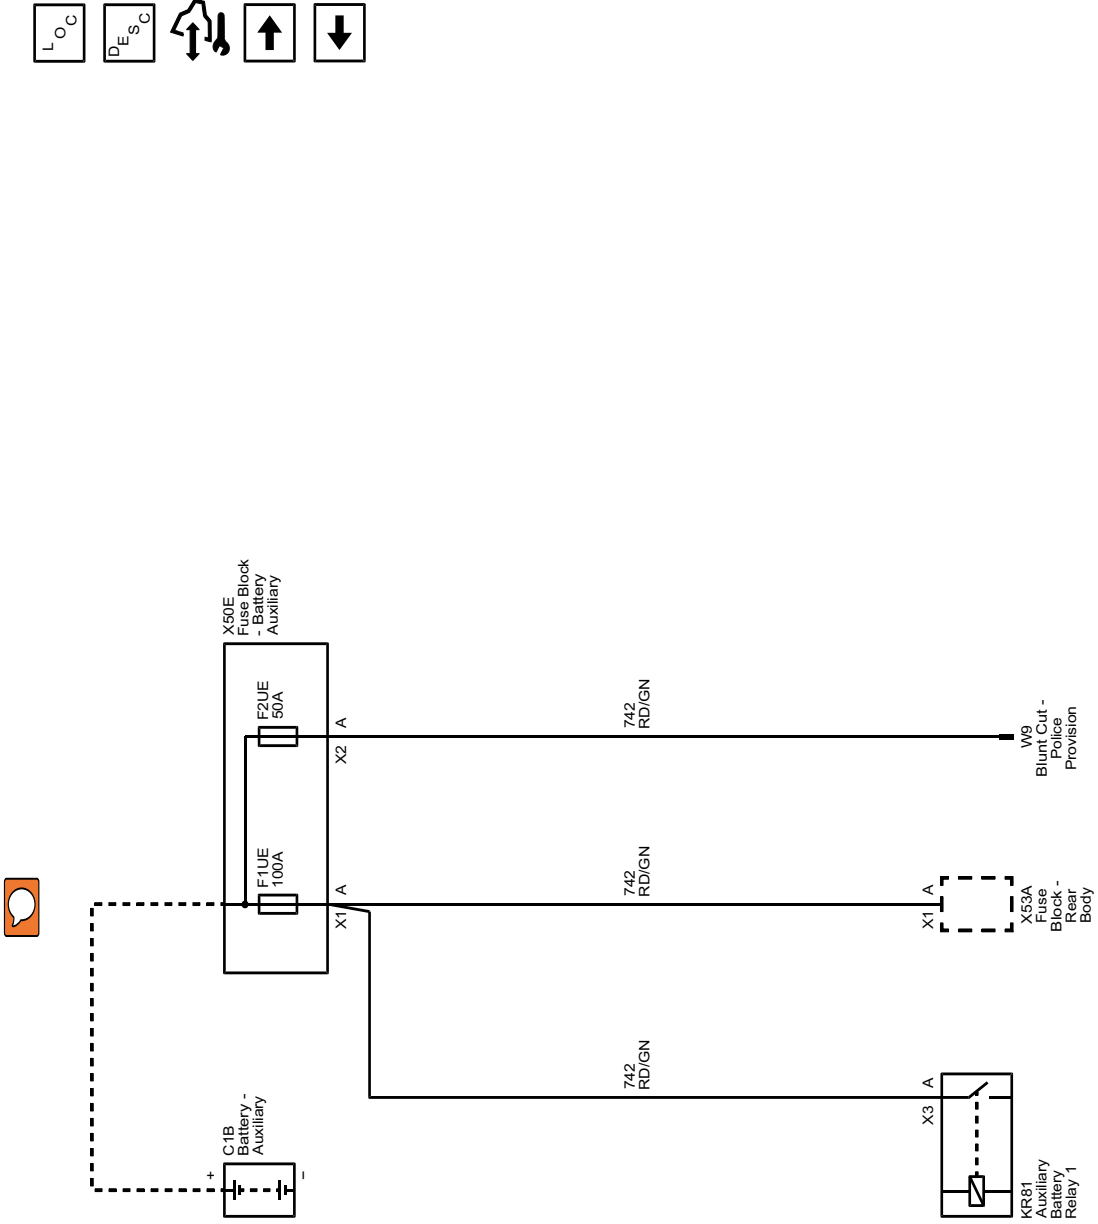 LOC
DESC
X50E
Fuse Block
- Battery
Auxiliary
F2UE
50A
X2 A
F1UE
100A
X1 A
742
RD/GN
742
RD/GN
742
RD/GN
W9
Blunt Cut -
Police
Provision
X1 A
X53A
Fuse
Block -
Rear
Body
C1B
Battery -
Auxiliary
+
-
X3 A
KR81
Auxiliary
Battery
Relay 1